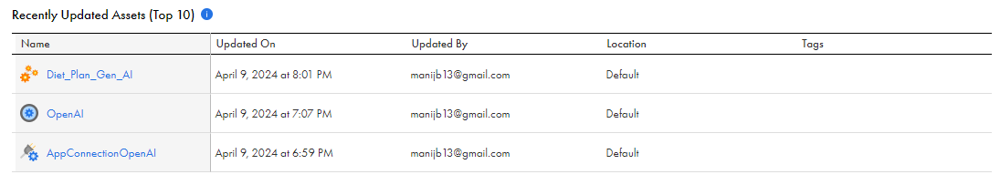 Recently Updated Assets (Top 10) i
Name Updated On Updated By Location Tags
Diet_Plan_Gen_AI April 9, 2024 at 8:01 PM manijb13@gmail.com Default
OpenAI April 9, 2024 at 7:07 PM manijb13@gmail.com Default
AppConnectionOpenAI April 9, 2024 at 6:59 PM manijb13@gmail.com Default